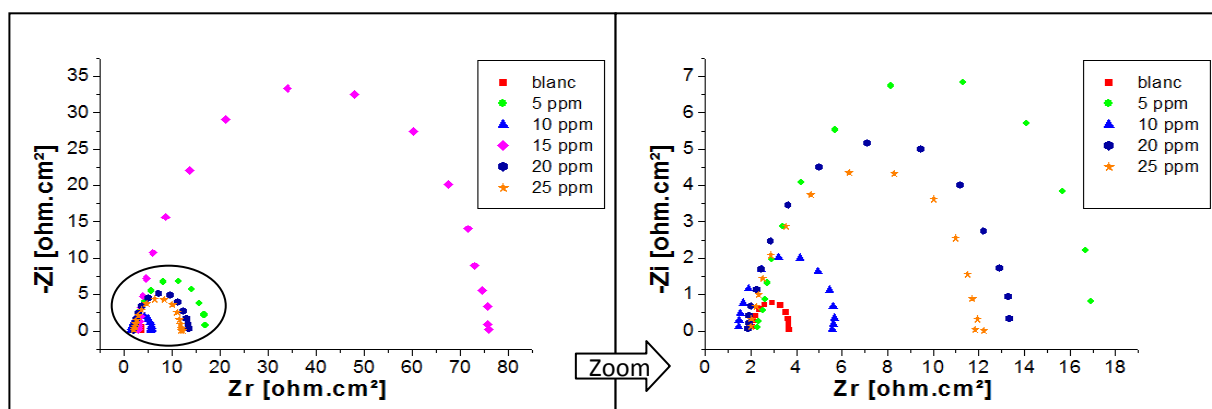 35
30
25
20
15
10
5
0
-Zi [ohm.cm²]
0 10 20 30 40 50 60 70 80
Zr [ohm.cm²]
blanc
5 ppm
10 ppm
15 ppm
20 ppm
25 ppm
Zoom
7
6
5
4
3
2
1
0
-Zi [ohm.cm²]
0 2 4 6 8 10 12 14 16 18
Zr [ohm.cm²]
blanc
5 ppm
10 ppm
15 ppm
20 ppm
25 ppm